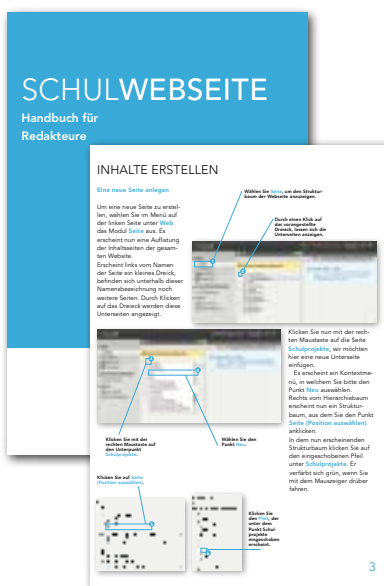 SCHULWEBSEITE
Handbuch für
Redakteure
INHALTE ERSTELLEN
Eine neue Seite anlegen
Um eine neue Seite zu erstel-
len, wählen Sie im Menü auf
der linken Seite unter Web
das Modul Seite aus. Es
erscheint nun eine Auflistung
der Inhaltsseiten der gesam-
ten Website.
Erscheint links vom Namen
der Seite ein kleines Dreick,
befinden sich unterhalb dieser
Namensbezeichnung noch
weitere Seiten. Durch Klicken
auf das Dreieck werden diese
Unterseiten angezeigt.
Wählen Sie Seite, um den Struktur-
baum der Webseite anzuzeigen.
Durch einen Klick auf
das vorangestellte
Dreieck, lassen sich die
Unterseiten anzeigen.
Klicken Sie mit der
rechten Maustaste auf
den Unterpunkt
Schulprojekte.
Wählen Sie den
Punkt Neu.
Klicken Sie nun mit der rech-
ten Maustaste auf die Seite
Schulprojekte, wir möchten
hier eine neue Unterseite
einfügen.
Es erscheint ein Kontextme-
nü, in welchem Sie bitte den
Punkt Neu auswählen.
Rechts vom Hierarchiebaum
erscheint nun ein Struktur-
baum, aus dem Sie den Punkt
Seite (Position auswählen)
anklicken.
In dem nun erscheinenden
Strukturbaum klicken Sie auf
den eingeschobenen Pfeil
unter Schulprojekte. Er
verfärbt sich grün, wenn Sie
mit dem Mauszeiger drüber
fahren.
Klicken Sie auf Seite
(Position auswählen).
Klicken Sie
den Pfeil, der
unter dem
Punkt Schul-
projekte
eingeschoben
erscheint.
3